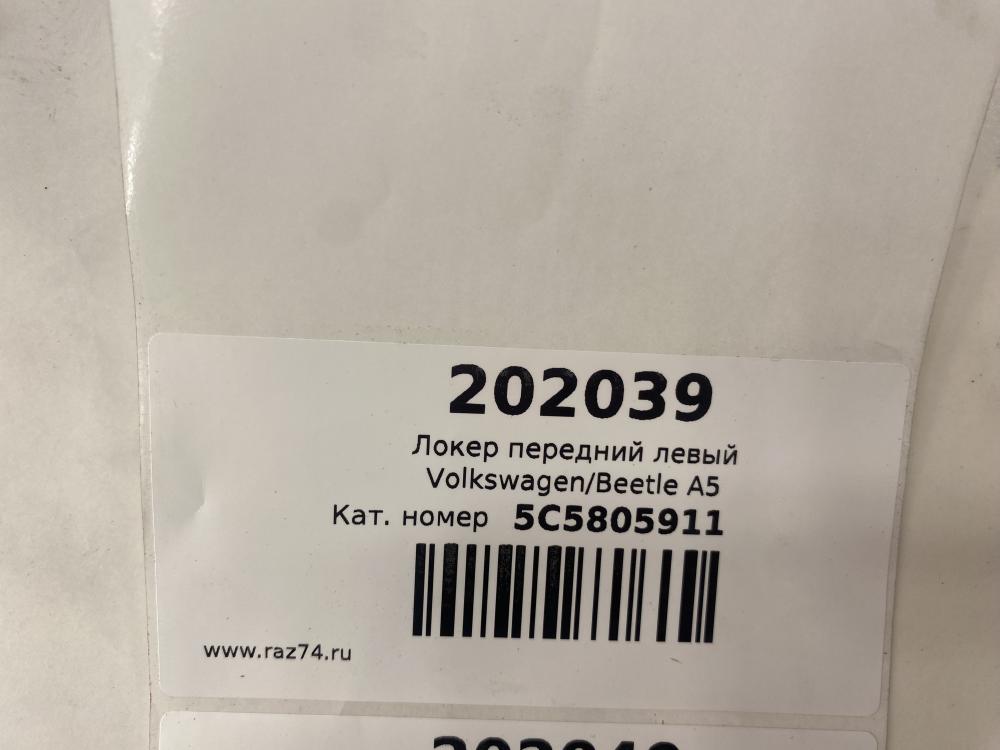 202039
Локер передний левый
Volkswagen/Beetle A5
Кат. номер 5C5805911
www.raz74.ru